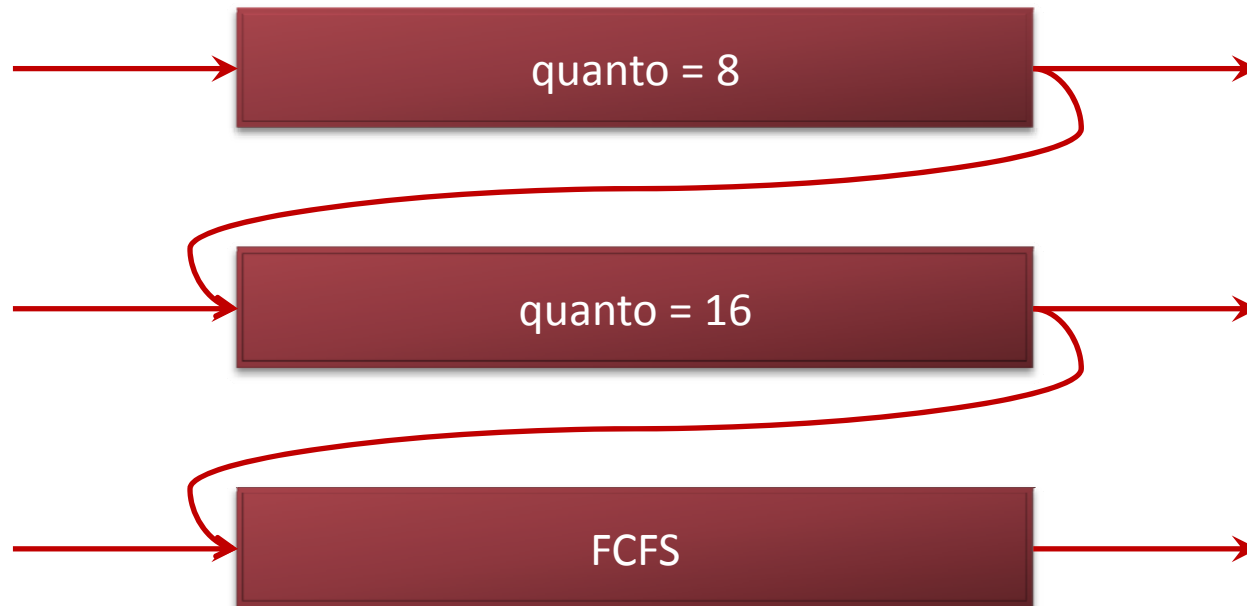 quanto = 8
quanto = 16
FCFS